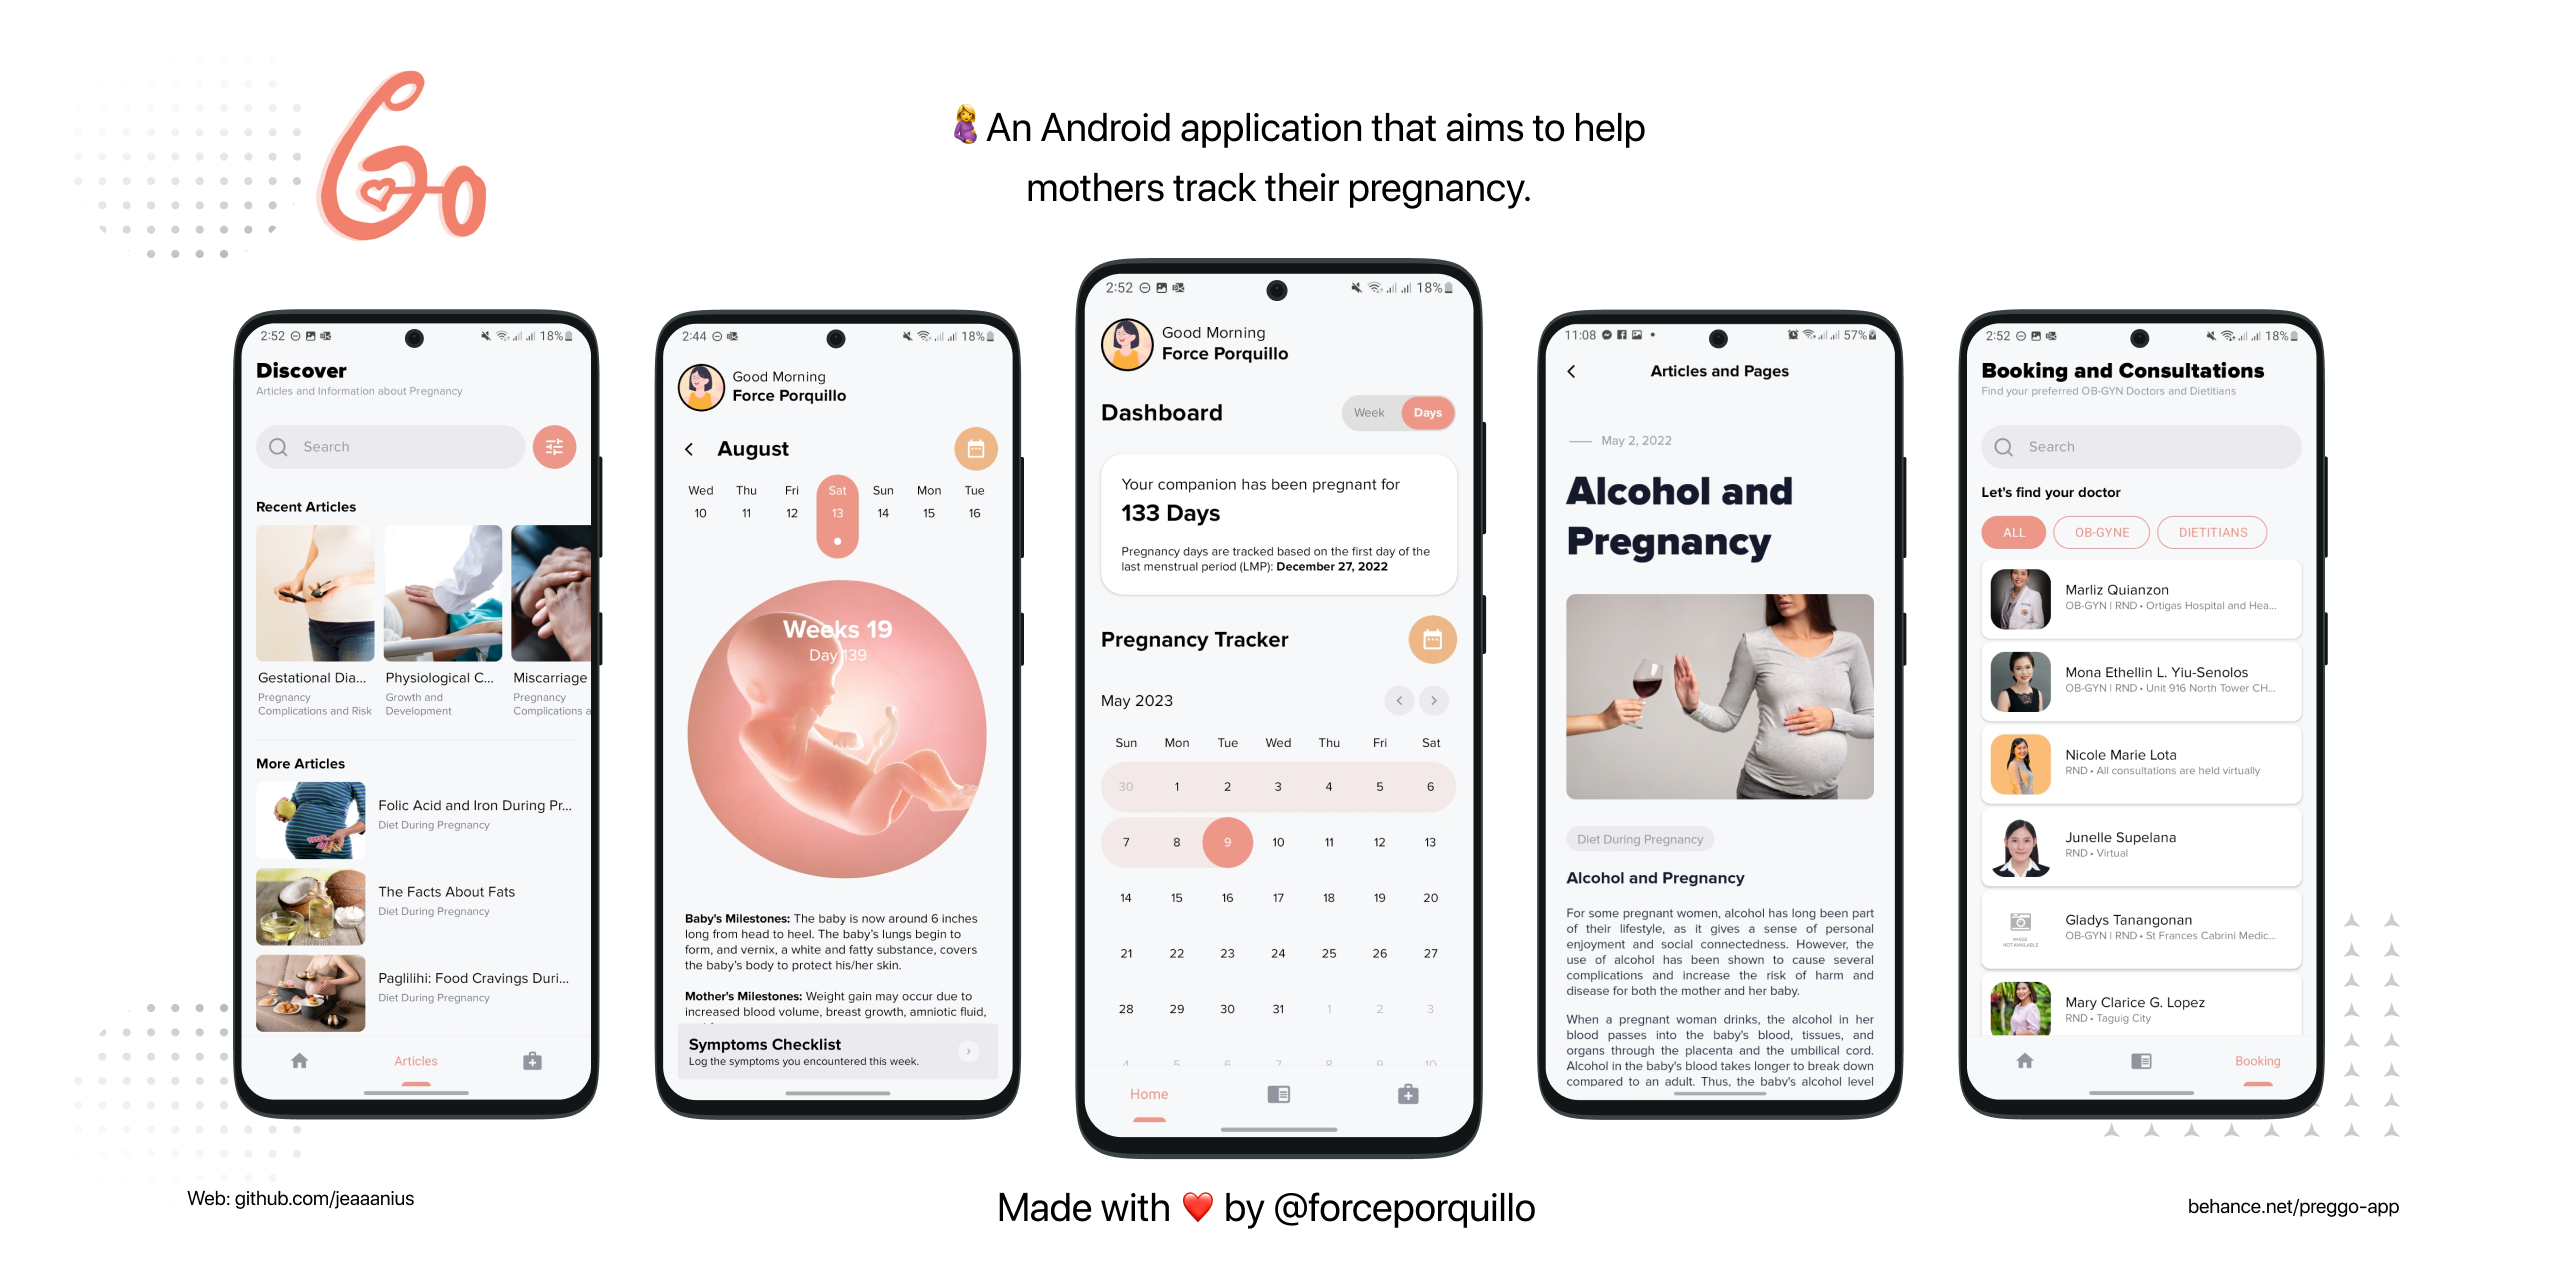 Go
An Android application that aims to help
mothers track their pregnancy.
2:52
18%
Discover
Articles and Information about Pregnancy
Search
Recent Articles
Gestational Dia...
Pregnancy
Complications and Risk
Physiological C...
Growth and
Development
Miscarriage
Pregnancy
Complications a
More Articles
Folic Acid and Iron During Pr...
Diet During Pregnancy
The Facts About Fats
Diet During Pregnancy
Paglilihi: Food Cravings Duri...
Diet During Pregnancy
Articles
2:44
18%
Good Morning
Force Porquillo
August
Wed Thu Fri Sat Sun Mon Tue
10 11 12 13 14 15 16
Weeks 19
Day 139
Baby's Milestones: The baby is now around 6 inches
long from head to heel. The baby's lungs begin to
form, and vernix, a white and fatty substance, covers
the baby's body to protect his/her skin.
Mother's Milestones: Weight gain may occur due to
increased blood volume, breast growth, amniotic fluid,
Symptoms Checklist
Log the symptoms you encountered this week.
2:52
18%
Good Morning
Force Porquillo
Dashboard
Week Days
Your companion has been pregnant for
133 Days
Pregnancy days are tracked based on the first day of the
last menstrual period (LMP): December 27, 2022
Pregnancy Tracker
May 2023
Sun Mon Tue Wed Thu Fri Sat
30 1 2 3 4 5 6
7 8 9 10 11 12 13
14 15 16 17 18 19 20
21 22 23 24 25 26 27
28 29 30 31 1 2 3
4 5 6 7 8 9 10
Home
11:08
57%
Articles and Pages
May 2, 2022
Alcohol and
Pregnancy
Diet During Pregnancy
Alcohol and Pregnancy
For some pregnant women, alcohol has long been part
of their lifestyle, as it gives a sense of personal
enjoyment and social connectedness. However, the
use of alcohol has been shown to cause several
complications and increase the risk of harm and
disease for both the mother and her baby.
When a pregnant woman drinks, the alcohol in her
blood passes into the baby's blood, tissues, and
organs through the placenta and the umbilical cord.
Alcohol in the baby's blood takes longer to break down
compared to an adult. Thus, the baby's alcohol level
2:52
18%
Booking and Consultations
Find your preferred OB-GYN Doctors and Dietitians
Search
Let's find your doctor
ALL OB-GYNE DIETITIANS
Marliz Quianzon
OB-GYN | RND • Ortigas Hospital and Hea...
Mona Ethellin L. Yiu-Senolos
OB-GYN | RND • Unit 916 North Tower CH...
Nicole Marie Lota
RND • All consultations are held virtually
Junelle Supelana
RND • Virtual
IMAGE
NOT AVAILABLE
Gladys Tanangonan
OB-GYN | RND • St Frances Cabrini Medic...
Mary Clarice G. Lopez
RND • Taguig City
Booking
Web: github.com/jeaaanius
Made with ❤️ by @forceporquillo
behance.net/preggo-app